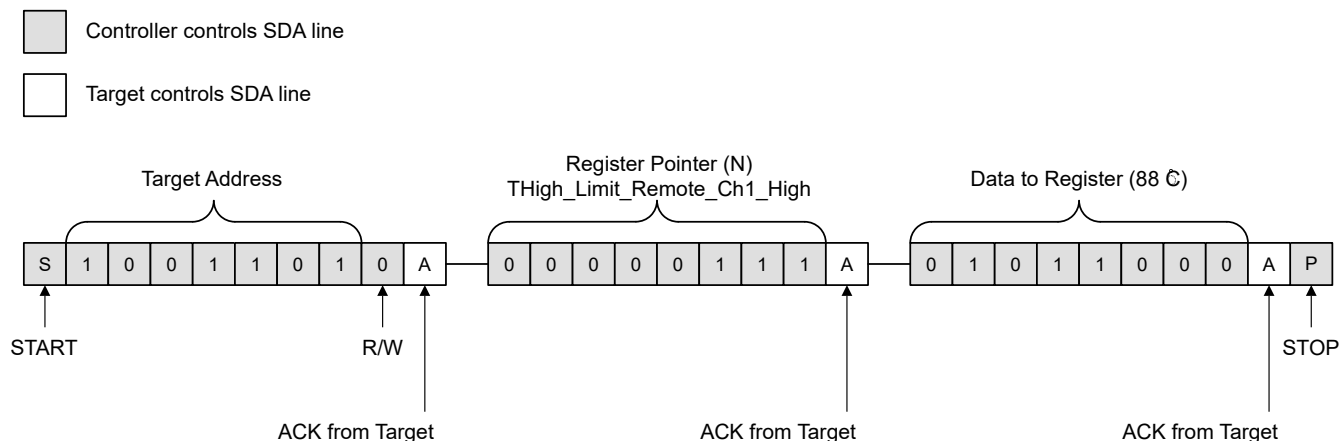 Controller controls SDA line
Target controls SDA line
Target Address
Register Pointer (N)
THigh_Limit_Remote_Ch1_High
Data to Register (88 °C)
S 1 0 0 1 1 0 1 0 A 0 0 0 0 0 1 1 1 A 0 1 0 1 1 0 0 0 A P
START R/W STOP
ACK from Target ACK from Target ACK from Target